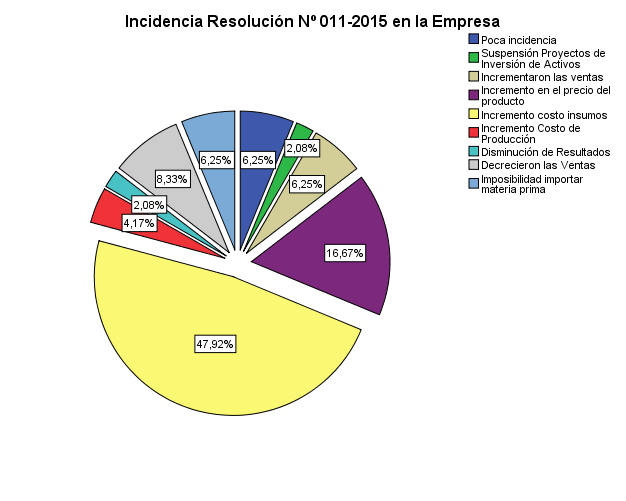 Incidencia Resolución Nº 011-2015 en la Empresa
Poca incidencia
Suspensión Proyectos de
Inversión de Activos
Incrementaron las ventas
Incremento en el precio del
producto
Incremento costo insumos
Incremento Costo de
Producción
Disminución de Resultados
Decrecieron las Ventas
Imposibilidad importar
materia prima
6,25%
6,25%
2,08%
6,25%
8,33%
2,08%
4,17%
16,67%
47,92%